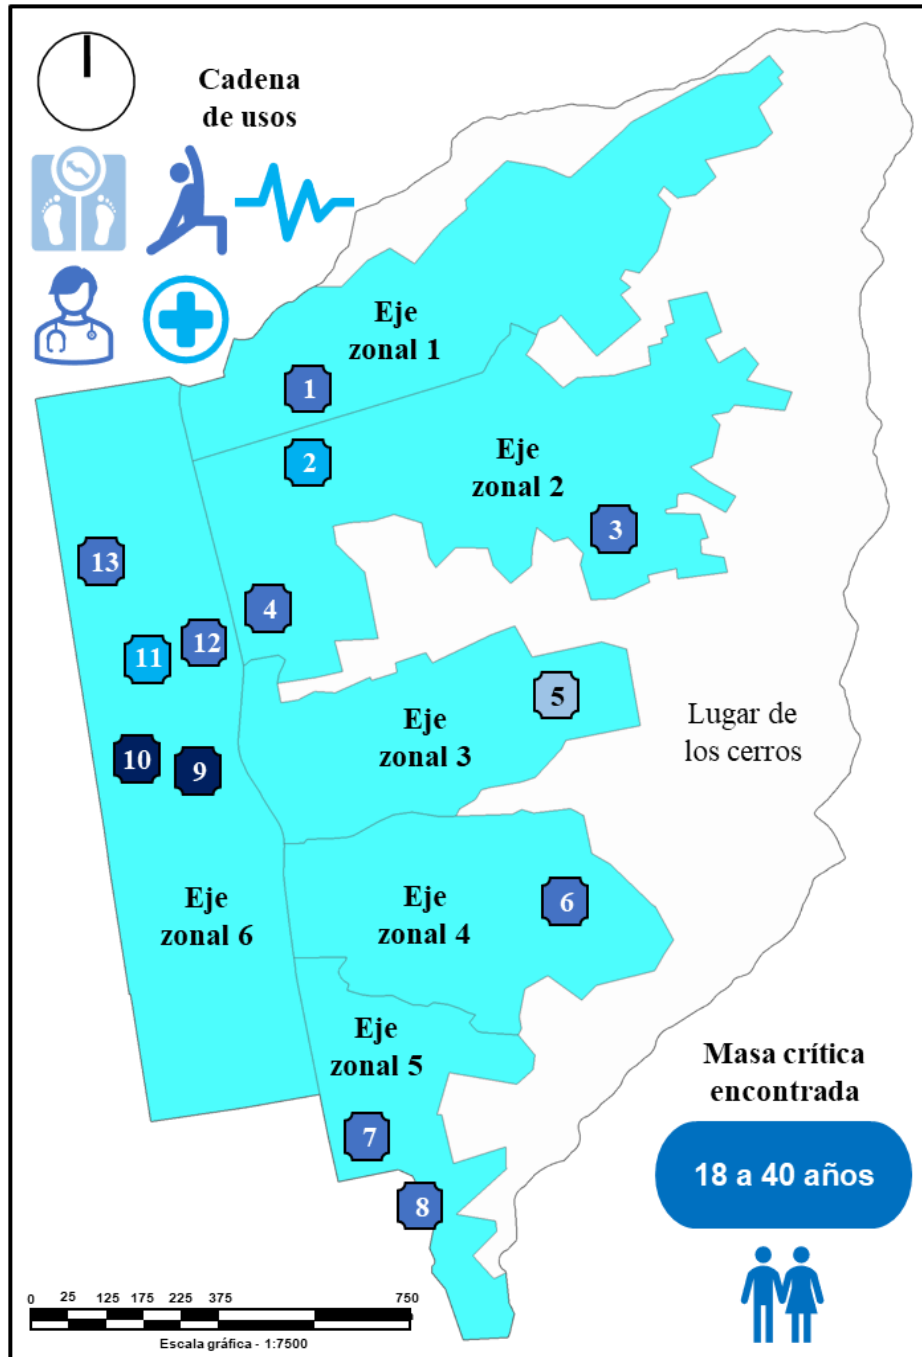 Cadena
de usos
Eje
zonal 1
1
2
Eje
zonal 2
3
13
4
12
11
5
Eje
zonal 3
Lugar de
los cerros
10
9
Eje
zonal 6
Eje
zonal 4
6
Eje
zonal 5
7
8
Masa crítica
encontrada
18 a 40 años
0 25 125 175 225 375 750
Escala gráfica - 1:7500